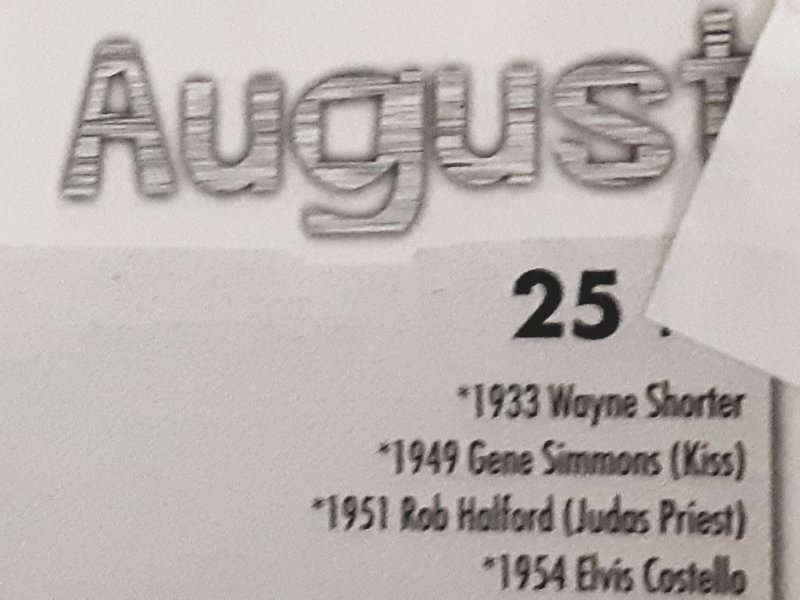 August
25
*1933 Wayne Shorter
*1949 Gene Simmons (Kiss)
*1951 Rob Halford (Judas Priest)
*1954 Elvis Costello